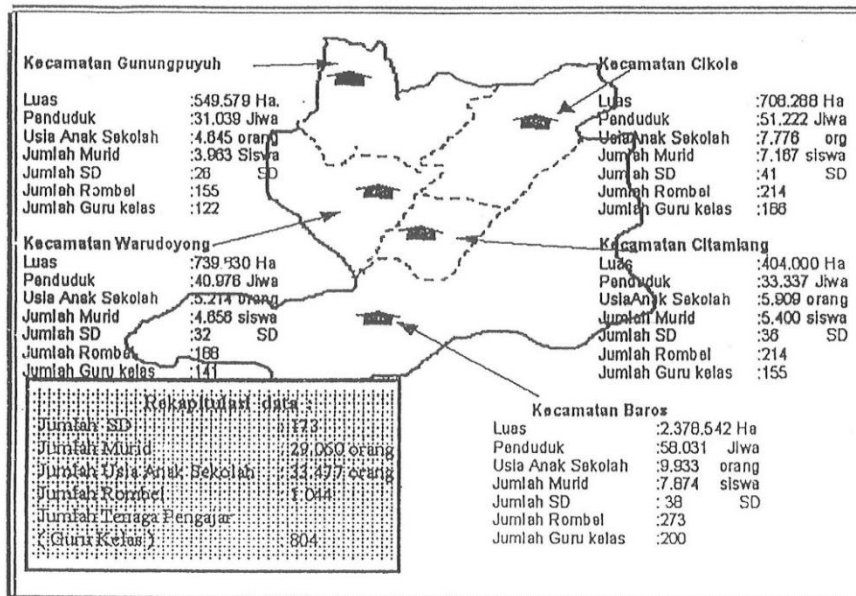 Kecamatan Gunungpuyuh
Luas :549.579 Ha.
Penduduk :31.039 Jiwa
Usia Anak Sekolah :4.645 orang
Jumlah Murid :3.963 Siswa
Jumlah SD :26 SD
Jumlah Rombel :155
Jumlah Guru kelas :122
Kecamatan Warudoyong
Luas Ha
Penduduk :40.976 Jiwa
Usia Anak Sekolah :5.214 orang
Jumlah Murid :4.656 siswa
Jumlah SD :32 SD
Jumlah Rombel :188
Jumlah Guru kelas :141
Kecamatan Cikole
Luas :708.288 Ha
Penduduk :51.222 Jiwa
Usia Anak Sekolah :7.776 org
Jumlah Murid :7.167 siswa
Jumlah SD :41 SD
Jumlah Rombel :214
Jumlah Guru kelas :186
Kecamatan Citamiang
Luas :404.000 Ha
Penduduk :33.337 Jiwa
UsiaAnak Sekolah :5.909 orang
Jumlah Murid :5.400 siswa
Jumlah SD :36 SD
Jumlah Rombel :214
Jumlah Guru kelas :155
Kecamatan Baros
Luas :2.378.542 Ha
Penduduk :58.031 Jiwa
Usia Anak Sekolah :9.933 orang
Jumlah Murid :7.874 siswa
Jumlah SD : 38 SD
Jumlah Rombel :273
Jumlah Guru kelas :200
Rekapitulasi data :
Jumlah SD : 173
Jumlah Murid : 29,060 orang
Jumlah Usia Anak Sekolah : 33,477 orang
Jumlah Rombel : 1.044
Jumlah Tenaga Pengajar
( Guru Kelas ) : 804